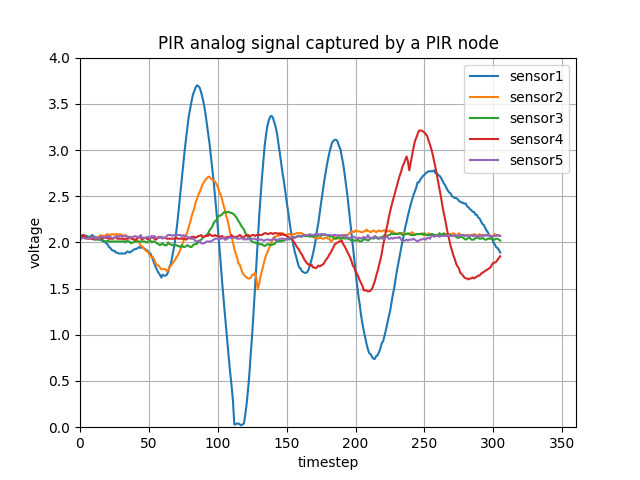 PIR analog signal captured by a PIR node
4.0
3.5
3.0
2.5
2.0
1.5
1.0
0.5
0.0
voltage
sensor1
sensor2
sensor3
sensor4
sensor5
0 50 100 150 200 250 300 350
timestep